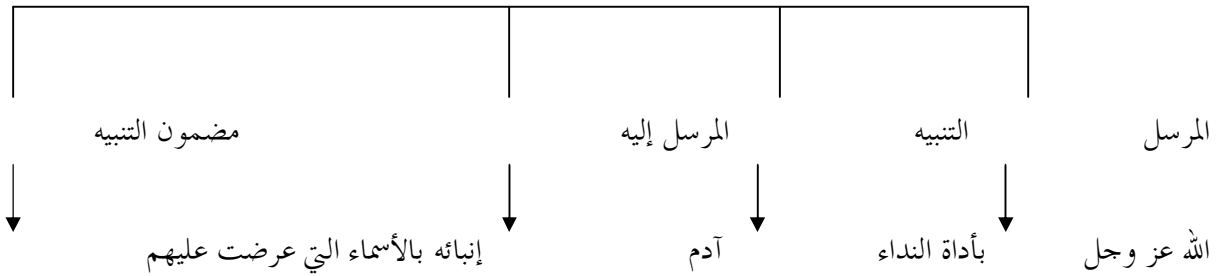 المرسل التنبيه المرسل إليه مضمون التنبيه
الله عز وجل بأداة النداء آدم إنبائه بالأسماء التي عرضت عليهم